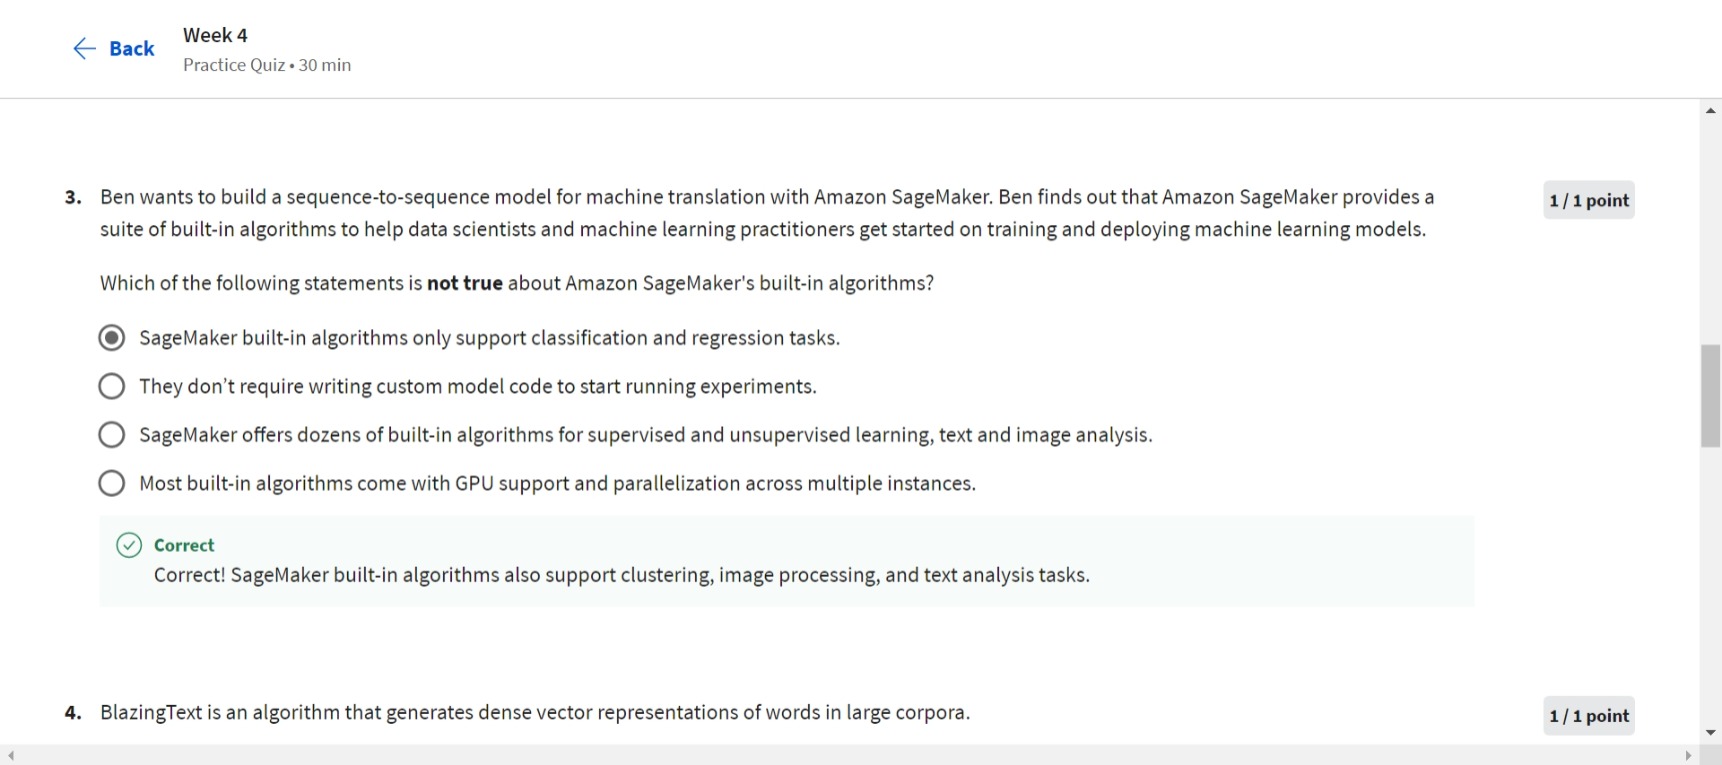 Back
Week 4
Practice Quiz • 30 min
3. Ben wants to build a sequence-to-sequence model for machine translation with Amazon SageMaker. Ben finds out that Amazon SageMaker provides a
suite of built-in algorithms to help data scientists and machine learning practitioners get started on training and deploying machine learning models.
1 / 1 point
Which of the following statements is not true about Amazon SageMaker's built-in algorithms?
SageMaker built-in algorithms only support classification and regression tasks.
They don’t require writing custom model code to start running experiments.
SageMaker offers dozens of built-in algorithms for supervised and unsupervised learning, text and image analysis.
Most built-in algorithms come with GPU support and parallelization across multiple instances.
Correct
Correct! SageMaker built-in algorithms also support clustering, image processing, and text analysis tasks.
4. BlazingText is an algorithm that generates dense vector representations of words in large corpora.
1 / 1 point